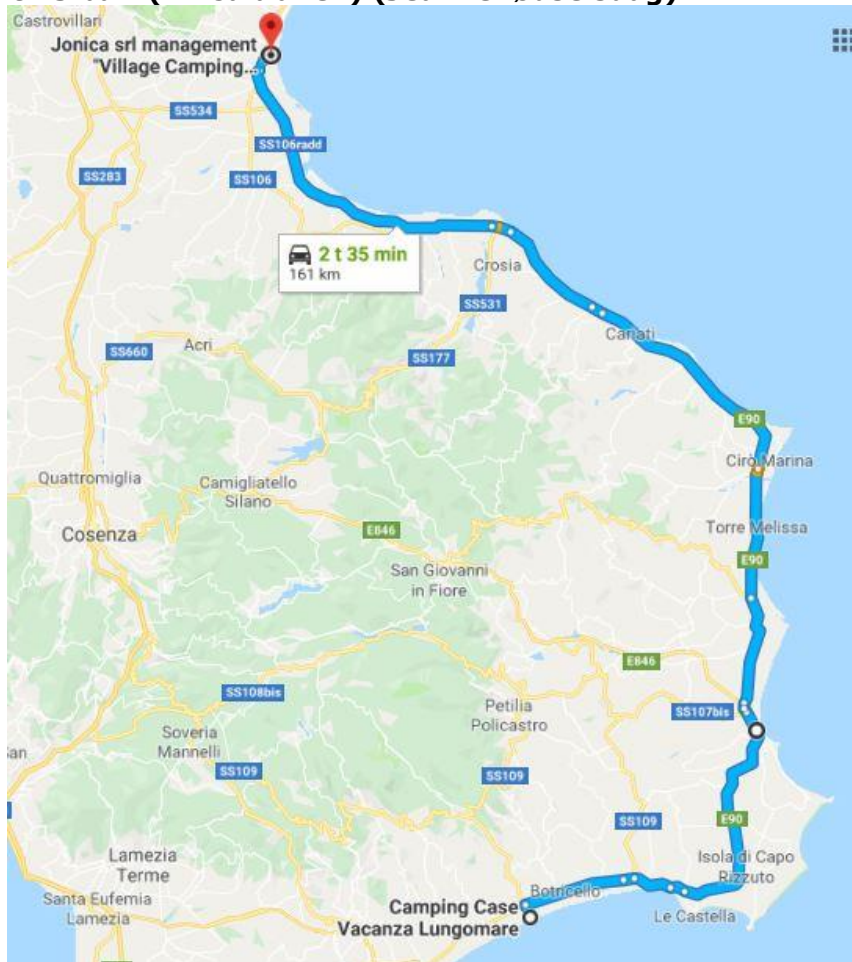 Castrovillari
Jonica srl management
"Village Camping...
SS534
SS106radd
SS283
SS106
2 t 35 min
161 km
Crosia
SS531
Cariati
SS660
Acri
SS177
E90
Cirò Marina
Quattromiglia
Camigliatello
Silano
Torre Melissa
Cosenza
E846
E90
San Giovanni
in Fiore
E846
SS108bis
Petilia
Policastro
SS107bis
Soveria
Mannelli
SS109
SS109
SS109
E90
Isola di Capo
Rizzuto
Lamezia
Terme
Botricello
Santa Eufemia
Lamezia
Camping Case
Vacanza Lungomare
Le Castella